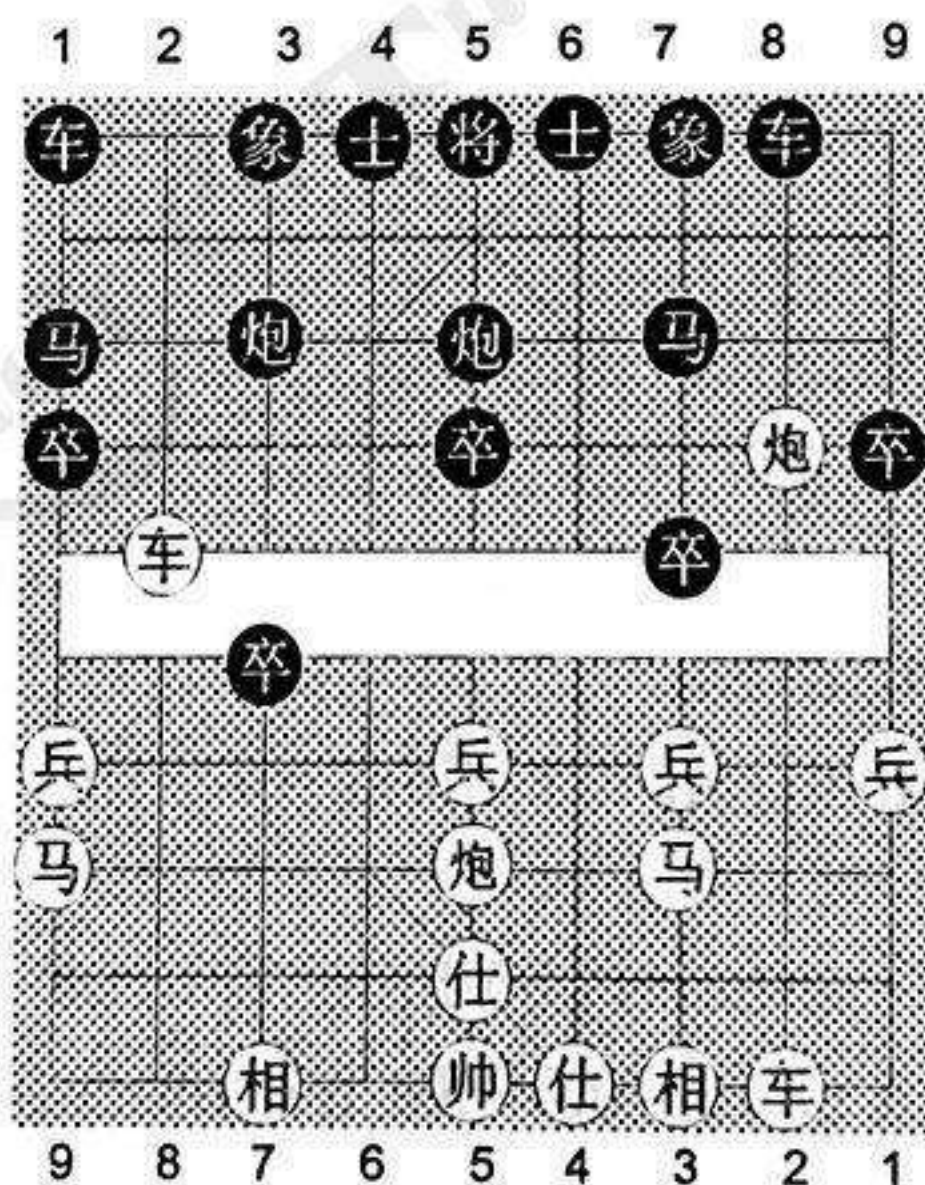 1 2 3 4 5 6 7 8 9
车 象 士 将 士 象 车
马 炮 炮 马
卒 卒 炮 卒
车 卒
卒
兵 兵 兵 兵
马 炮 马
仕
相 帅 仕 相 车
9 8 7 6 5 4 3 2 1